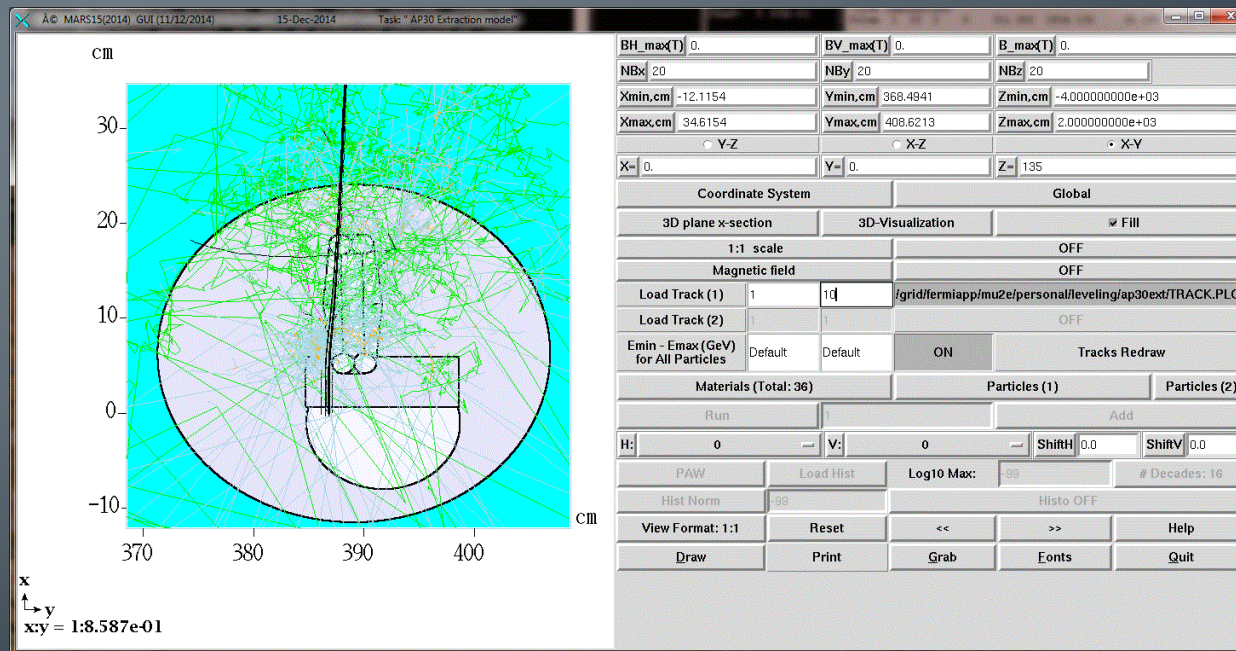 © MARS15(2014) GUI (11/12/2014) 15-Dec-2014 Task: " AP30 Extraction model"
cm
30
20
10
0
-10
cm
370 380 390 400
x
y
x:y = 1:8.587e-01
BH_max(T) 0. BV_max(T) 0. B_max(T) 0.
NBx 20 NBy 20 NBz 20
Xmin,cm -12.1154 Ymin,cm 368.4941 Zmin,cm -4.000000000e+03
Xmax,cm 34.6154 Ymax,cm 408.6213 Zmax,cm 2.000000000e+03
Y-Z X-Z X-Y
X= 0. Y= 0. Z= 135
Coordinate System Global
3D plane x-section 3D-Visualization Fill
1:1 scale OFF
Magnetic field OFF
Load Track (1) 1 10 /grid/fermiapp/mu2e/personal/leveling/ap30ext/TRACK.PLO
Load Track (2) 1 1 OFF
Emin - Emax (GeV)
for All Particles Default Default ON Tracks Redraw
Materials (Total: 36) Particles (1) Particles (2)
Run 1 Add
H: 0 V: 0 ShiftH 0.0 ShiftV 0.0
PAW Load Hist Log10 Max: -99 # Decades: 16
Hist Norm -99 Histo OFF
View Format: 1:1 Reset << >> Help
Draw Print Grab Fonts Quit